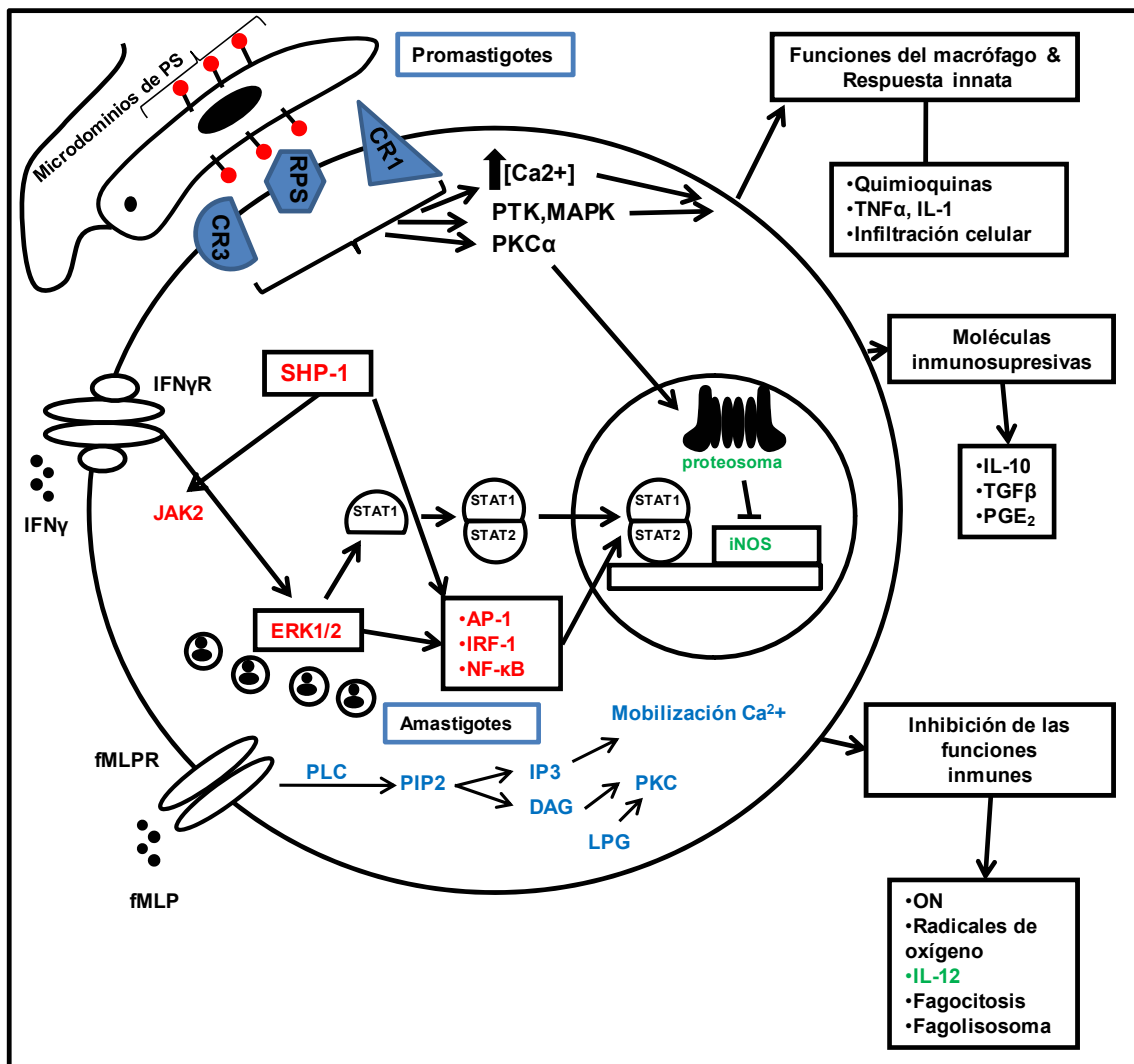 Microdominios de PS
Promastigotes
CR1
RPS
CR3
[Ca2+]
PTK,MAPK
PKCα
Funciones del macrófago &
Respuesta innata
•Quimioquinas
•TNFα, IL-1
•Infiltración celular
Moléculas
inmunosupresivas
•IL-10
•TGFβ
•PGE₂
IFNγR
IFNγ
SHP-1
JAK2
STAT1
STAT1
STAT2
STAT1
STAT2
proteosoma
iNOS
ERK1/2
•AP-1
•IRF-1
•NF-κB
Amastigotes
Mobilización Ca²⁺
fMLPR
fMLP
PLC
PIP2
IP3
DAG
PKC
LPG
Inhibición de las
funciones
inmunes
•ON
•Radicales de
oxígeno
•IL-12
•Fagocitosis
•Fagolisosoma